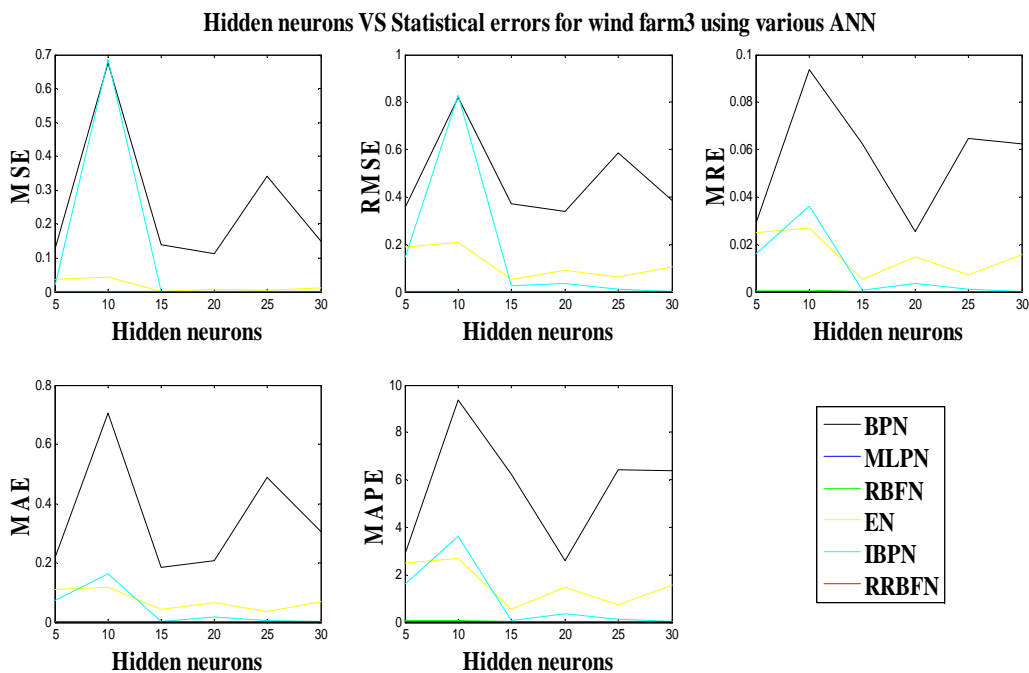 Hidden neurons VS Statistical errors for wind farm3 using various ANN
MSE
0.7
0.6
0.5
0.4
0.3
0.2
0.1
0
5 10 15 20 25 30
Hidden neurons
RMSE
1
0.8
0.6
0.4
0.2
0
5 10 15 20 25 30
Hidden neurons
MRE
0.1
0.08
0.06
0.04
0.02
0
5 10 15 20 25 30
Hidden neurons
MAE
0.8
0.6
0.4
0.2
0
5 10 15 20 25 30
Hidden neurons
MAPE
10
8
6
4
2
0
5 10 15 20 25 30
Hidden neurons
BPN
MLPN
RBFN
EN
IBPN
RRBFN